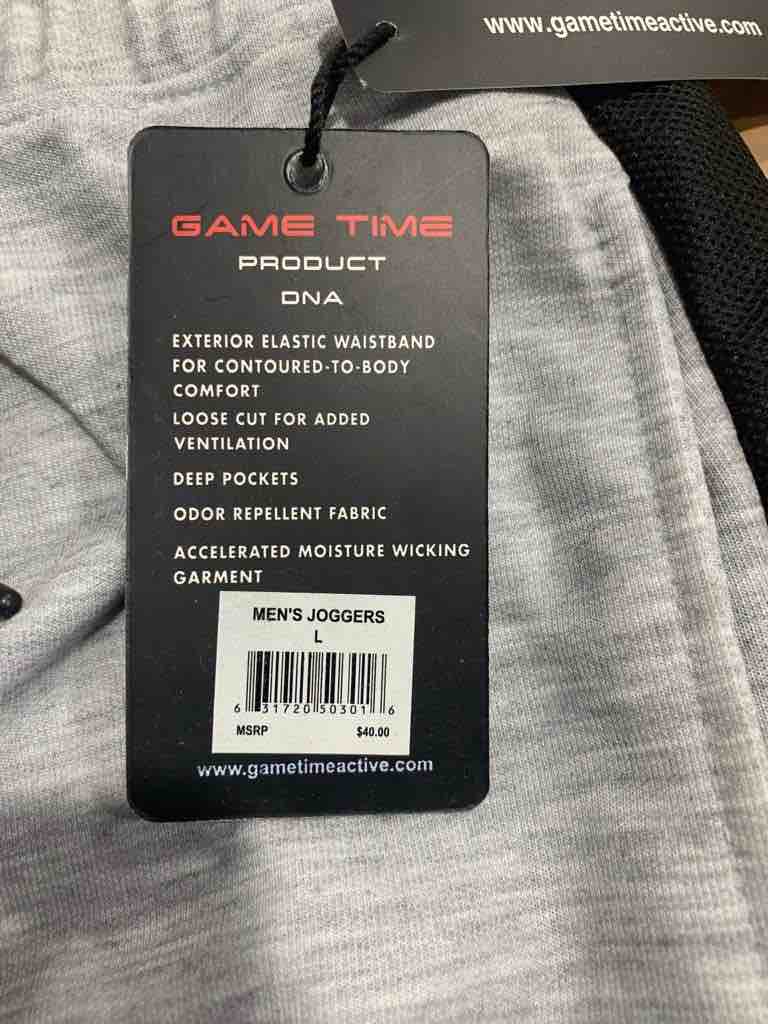 www.gametimeactive.com
GAME TIME
PRODUCT
DNA
EXTERIOR ELASTIC WAISTBAND
FOR CONTOURED-TO-BODY
COMFORT
LOOSE CUT FOR ADDED
VENTILATION
DEEP POCKETS
ODOR REPELLENT FABRIC
ACCELERATED MOISTURE WICKING
GARMENT
MEN'S JOGGERS
L
6 31720 50301 6
MSRP $40.00
www.gametimeactive.com